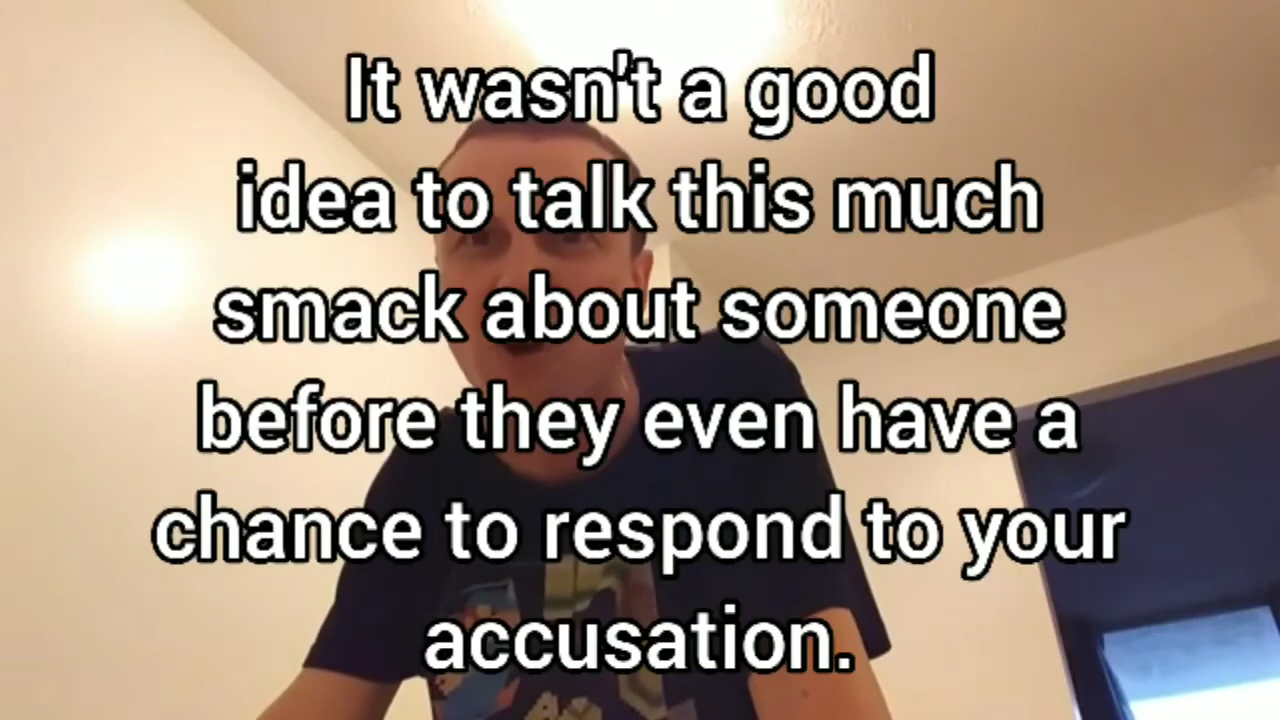 It wasn't a good
idea to talk this much
smack about someone
before they even have a
chance to respond to your
accusation.